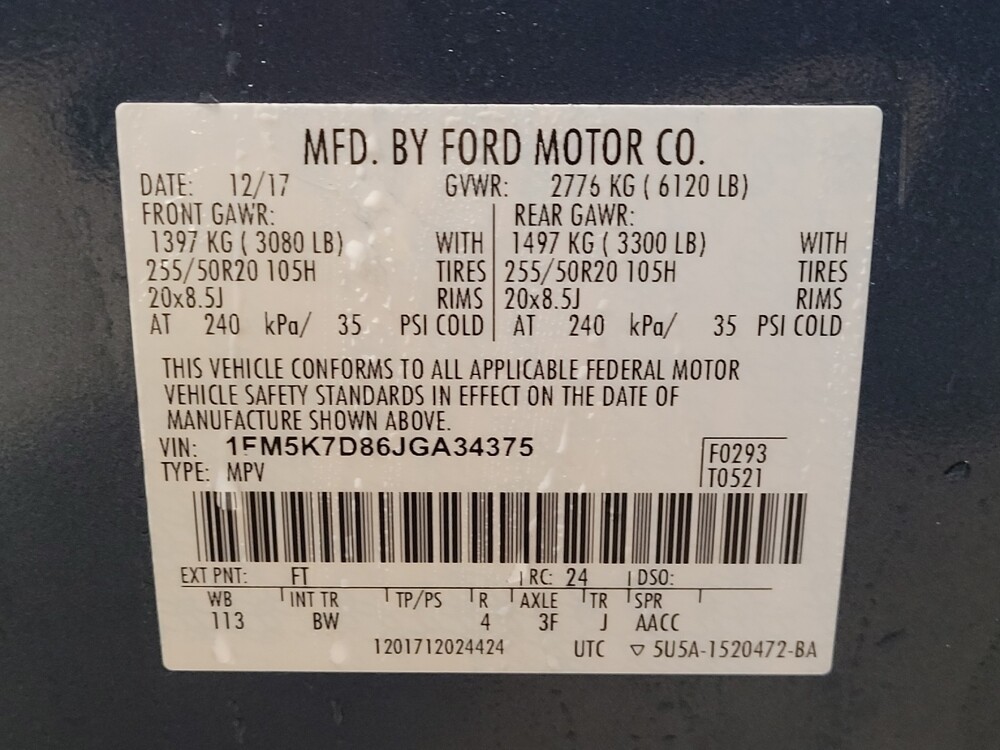 MFD. BY FORD MOTOR CO.
DATE: 12/17 GVWR: 2776 KG ( 6120 LB)
FRONT GAWR: REAR GAWR:
1397 KG ( 3080 LB) WITH 1497 KG ( 3300 LB) WITH
255/50R20 105H TIRES 255/50R20 105H TIRES
20x8.5J RIMS 20x8.5J RIMS
AT 240 kPa/ 35 PSI COLD AT 240 kPa/ 35 PSI COLD
THIS VEHICLE CONFORMS TO ALL APPLICABLE FEDERAL MOTOR
VEHICLE SAFETY STANDARDS IN EFFECT ON THE DATE OF
MANUFACTURE SHOWN ABOVE.
VIN: 1FM5K7D86JGA34375 F0293
TYPE: MPV T0521
EXT PNT: FT RC: 24 DSO:
WB INT TR TP/PS R AXLE TR SPR
113 BW 4 3F J AACC
1201712024424 UTC ▽ 5U5A-1520472-BA